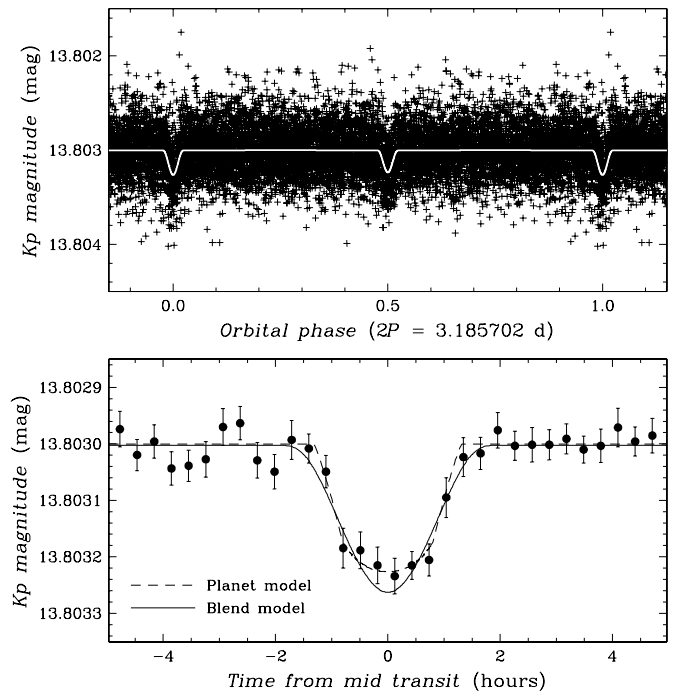 13.802
13.803
13.804
Kp magnitude (mag)
0.0 0.5 1.0
Orbital phase (2P = 3.185702 d)
13.8029
13.8030
13.8031
13.8032
13.8033
Kp magnitude (mag)
Planet model
Blend model
−4 −2 0 2 4
Time from mid transit (hours)